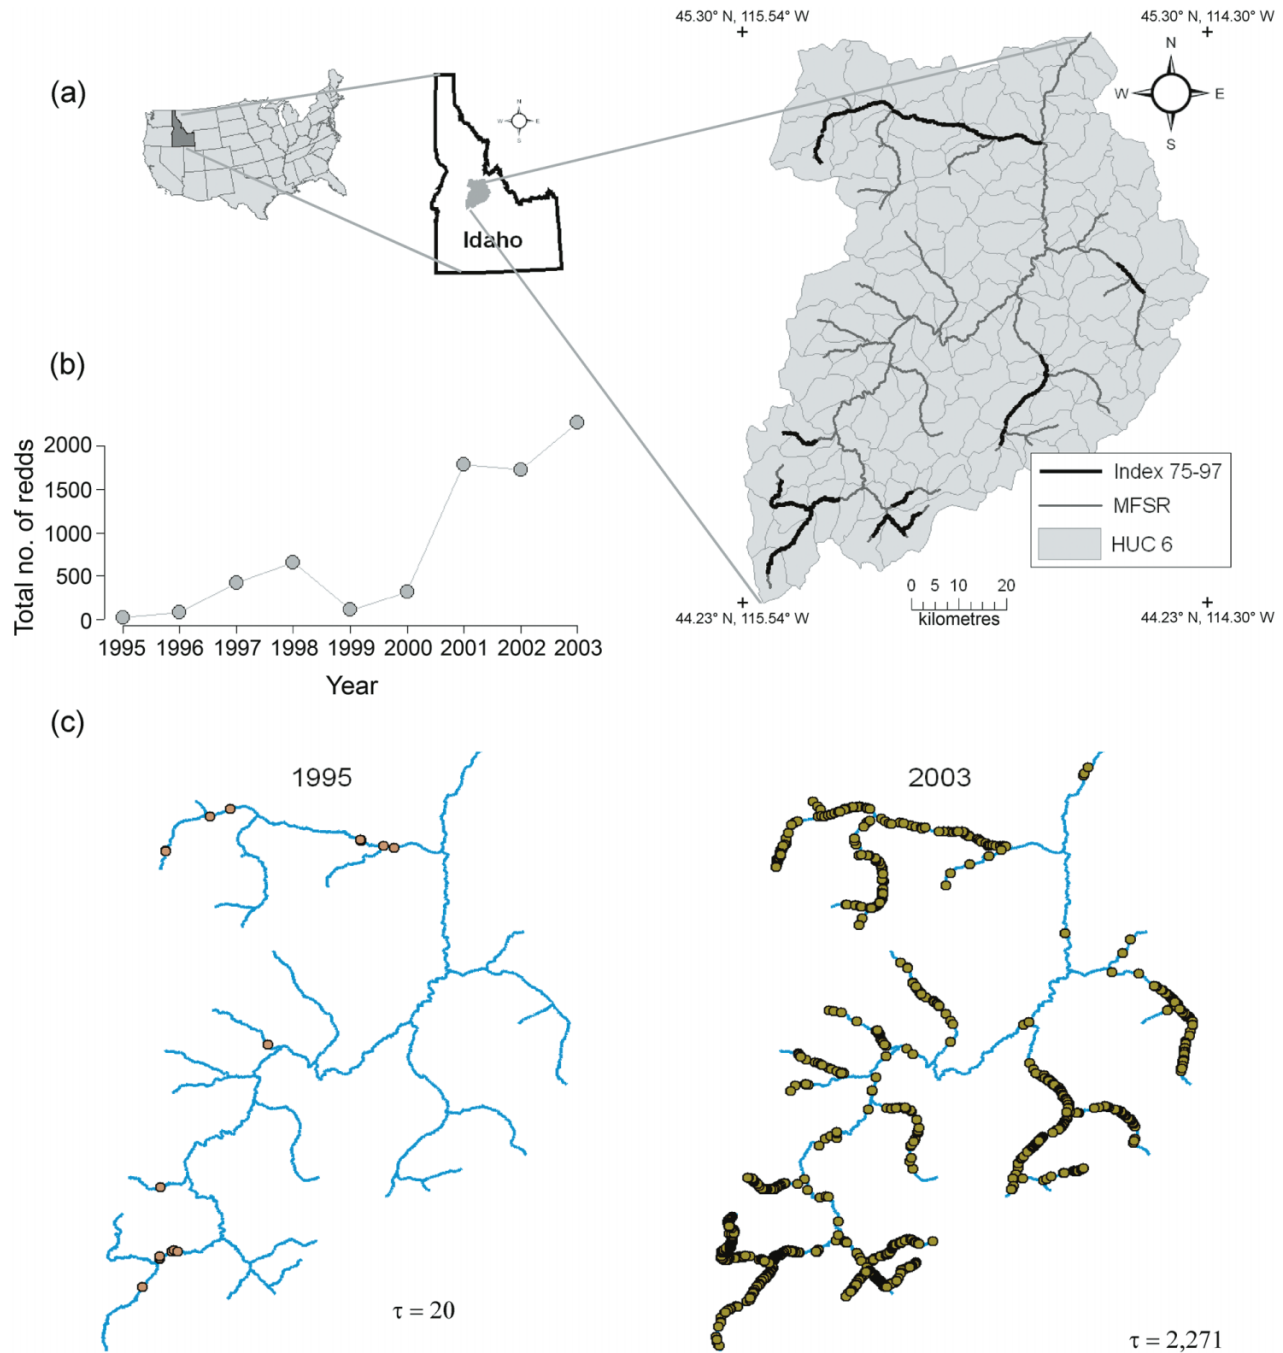 (a)
45.30° N, 115.54° W
45.30° N, 114.30° W
N
W E
S
N
W E
S
Idaho
Index 75-97
MFSR
HUC 6
0 5 10 20
kilometres
44.23° N, 115.54° W
44.23° N, 114.30° W
(b)
Total no. of redds
2000
1500
1000
500
0
1995 1996 1997 1998 1999 2000 2001 2002 2003
Year
(c)
1995
2003
τ = 20
τ = 2,271